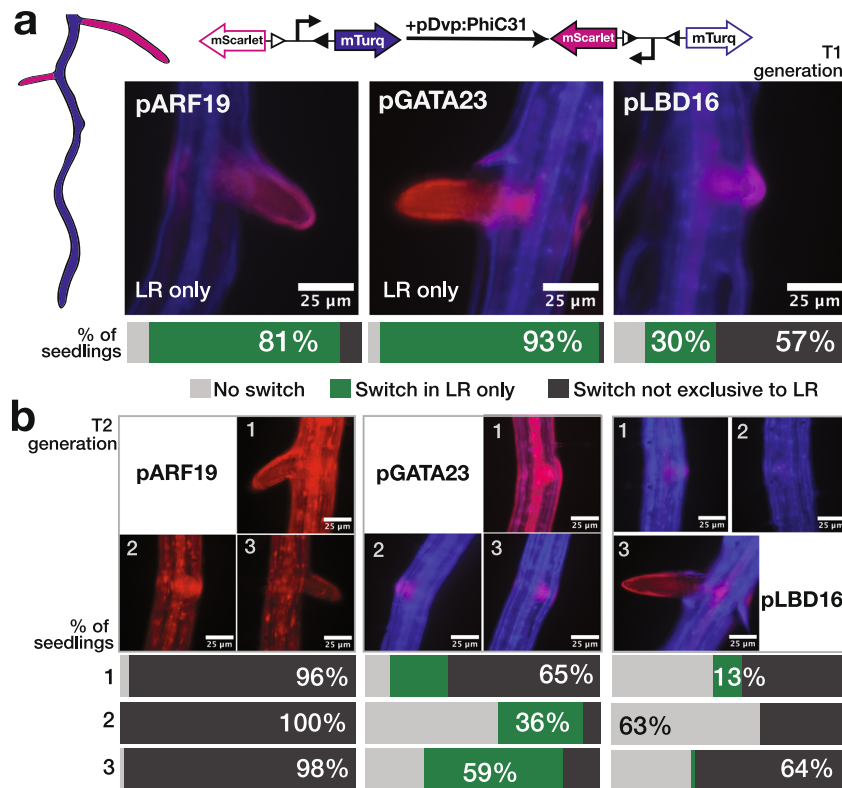 a
mScarlet
mTurq
+pDvp:PhiC31
mScarlet
mTurq
T1
generation
pARF19
pGATA23
pLBD16
LR only
25 µm
LR only
25 µm
25 µm
% of
seedlings
81%
93%
30%
57%
No switch
Switch in LR only
Switch not exclusive to LR
b
T2
generation
pARF19
1
25 µm
2
25 µm
3
25 µm
pGATA23
1
25 µm
2
25 µm
3
25 µm
1
25 µm
2
25 µm
3
25 µm
pLBD16
% of
seedlings
1
96%
65%
13%
2
100%
36%
63%
3
98%
59%
64%